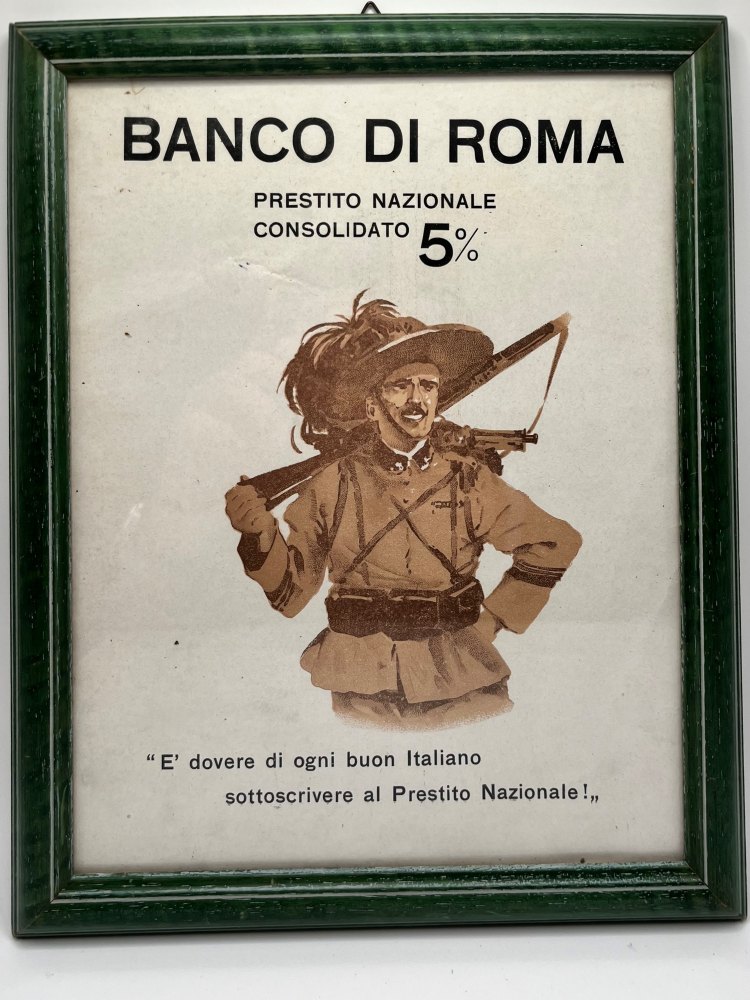 BANCO DI ROMA
PRESTITO NAZIONALE
CONSOLIDATO 5%
“E' dovere di ogni buon Italiano
sottoscrivere al Prestito Nazionale!„